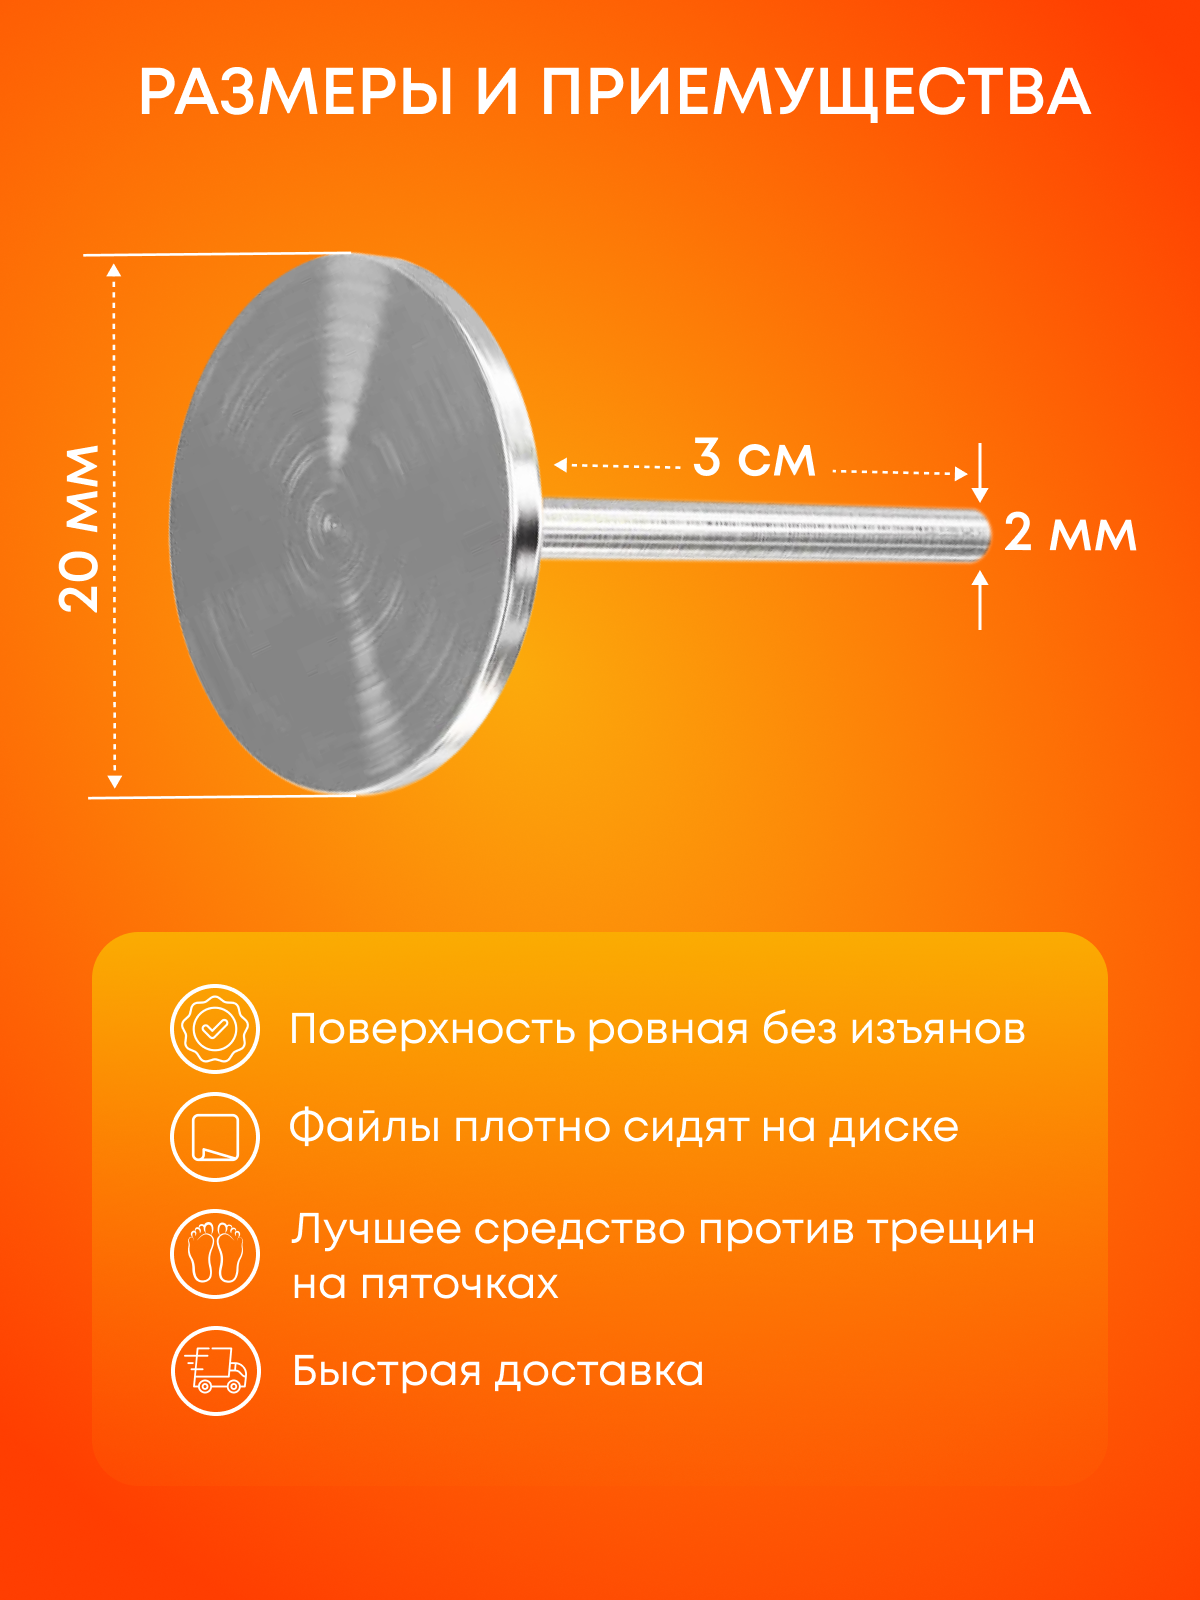 РАЗМЕРЫ И ПРИЕМУЩЕСТВА
20 мм
3 см
2 мм
Поверхность ровная без изъянов
Файлы плотно сидят на диске
Лучшее средство против трещин
на пяточках
Быстрая доставка